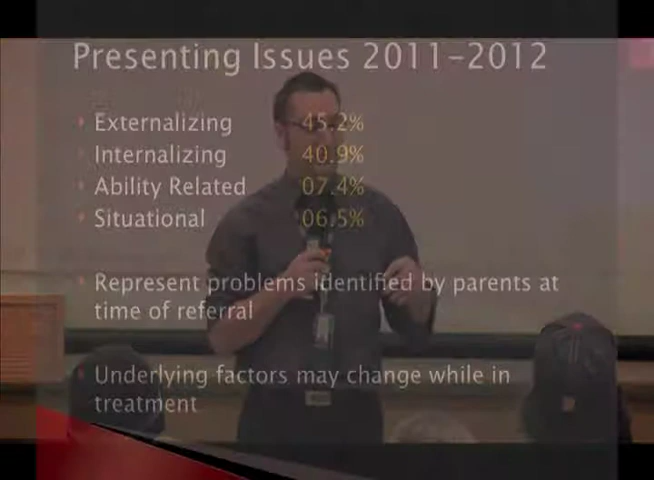 Presenting Issues 2011-2012
Externalizing 45.2%
Internalizing 40.9%
Ability Related 07.4%
Situational 06.5%
Represent problems identified by parents at
time of referral
Underlying factors may change while in
treatment